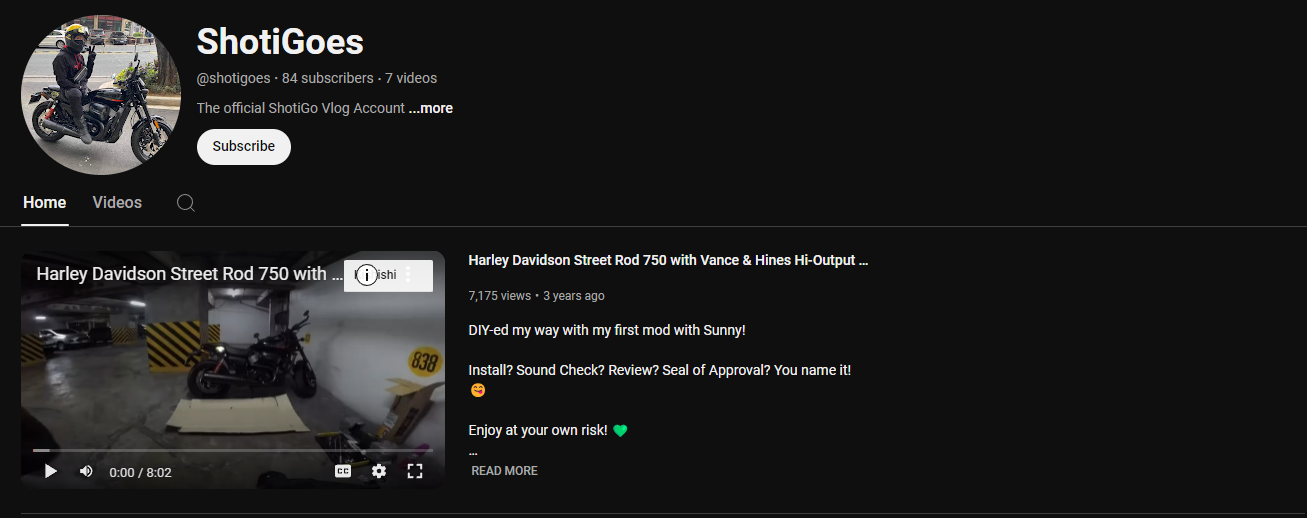 ShotiGoes
@shotigoes • 84 subscribers • 7 videos
The official ShotiGo Vlog Account ...more
Subscribe
Home
Videos
Harley Davidson Street Rod 750 with ...
838
0:00 / 8:02
CC
Harley Davidson Street Rod 750 with Vance & Hines Hi-Output ...
7,175 views • 3 years ago
DIY-ed my way with my first mod with Sunny!
Install? Sound Check? Review? Seal of Approval? You name it!
😋
Enjoy at your own risk! 💚
...
READ MORE